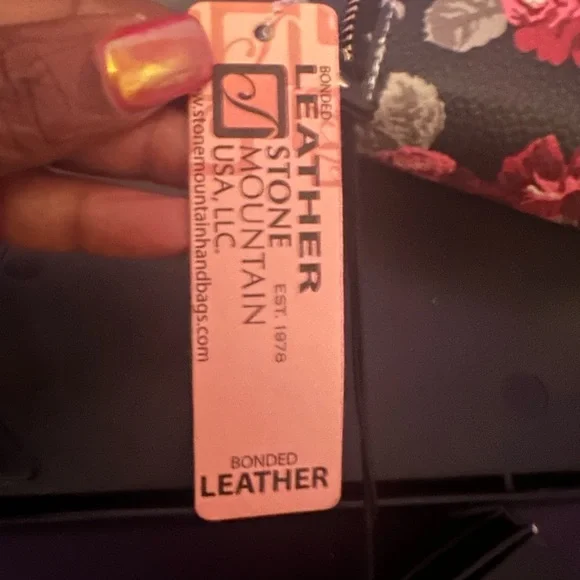 BONDED
LEATHER
STONE
MOUNTAIN
USA, LLC.
EST. 1978
www.stonemountainhandbags.com
BONDED
LEATHER